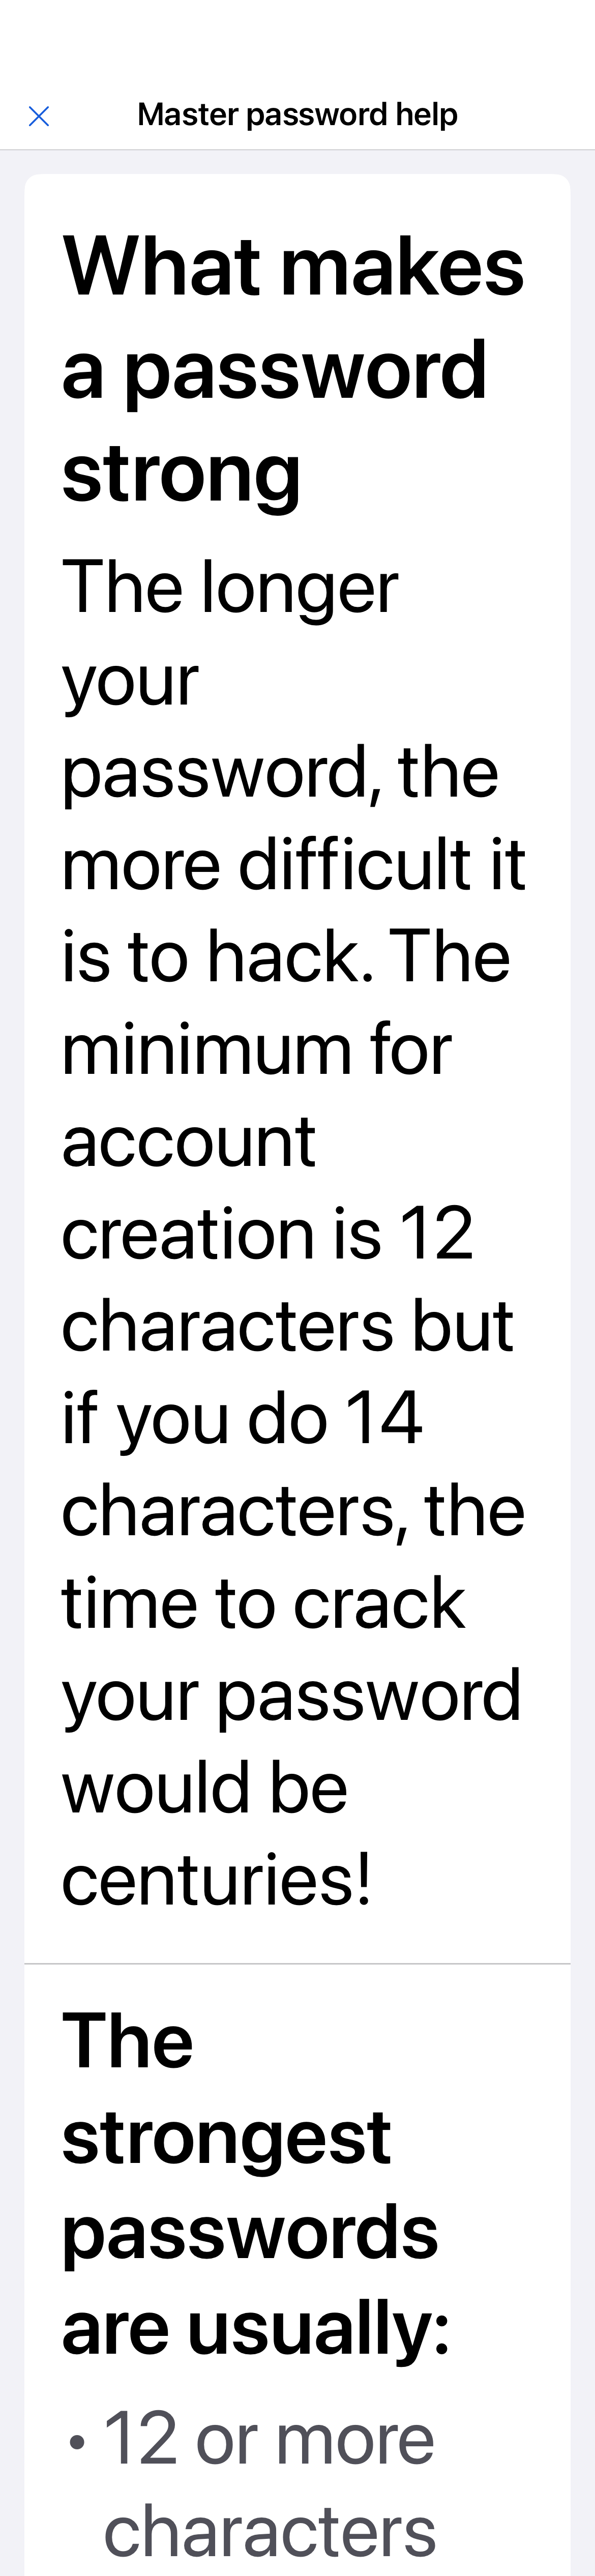 Master password help
What makes
a password
strong
The longer
your
password, the
more difficult it
is to hack. The
minimum for
account
creation is 12
characters but
if you do 14
characters, the
time to crack
your password
would be
centuries!
The
strongest
passwords
are usually:
• 12 or more
characters